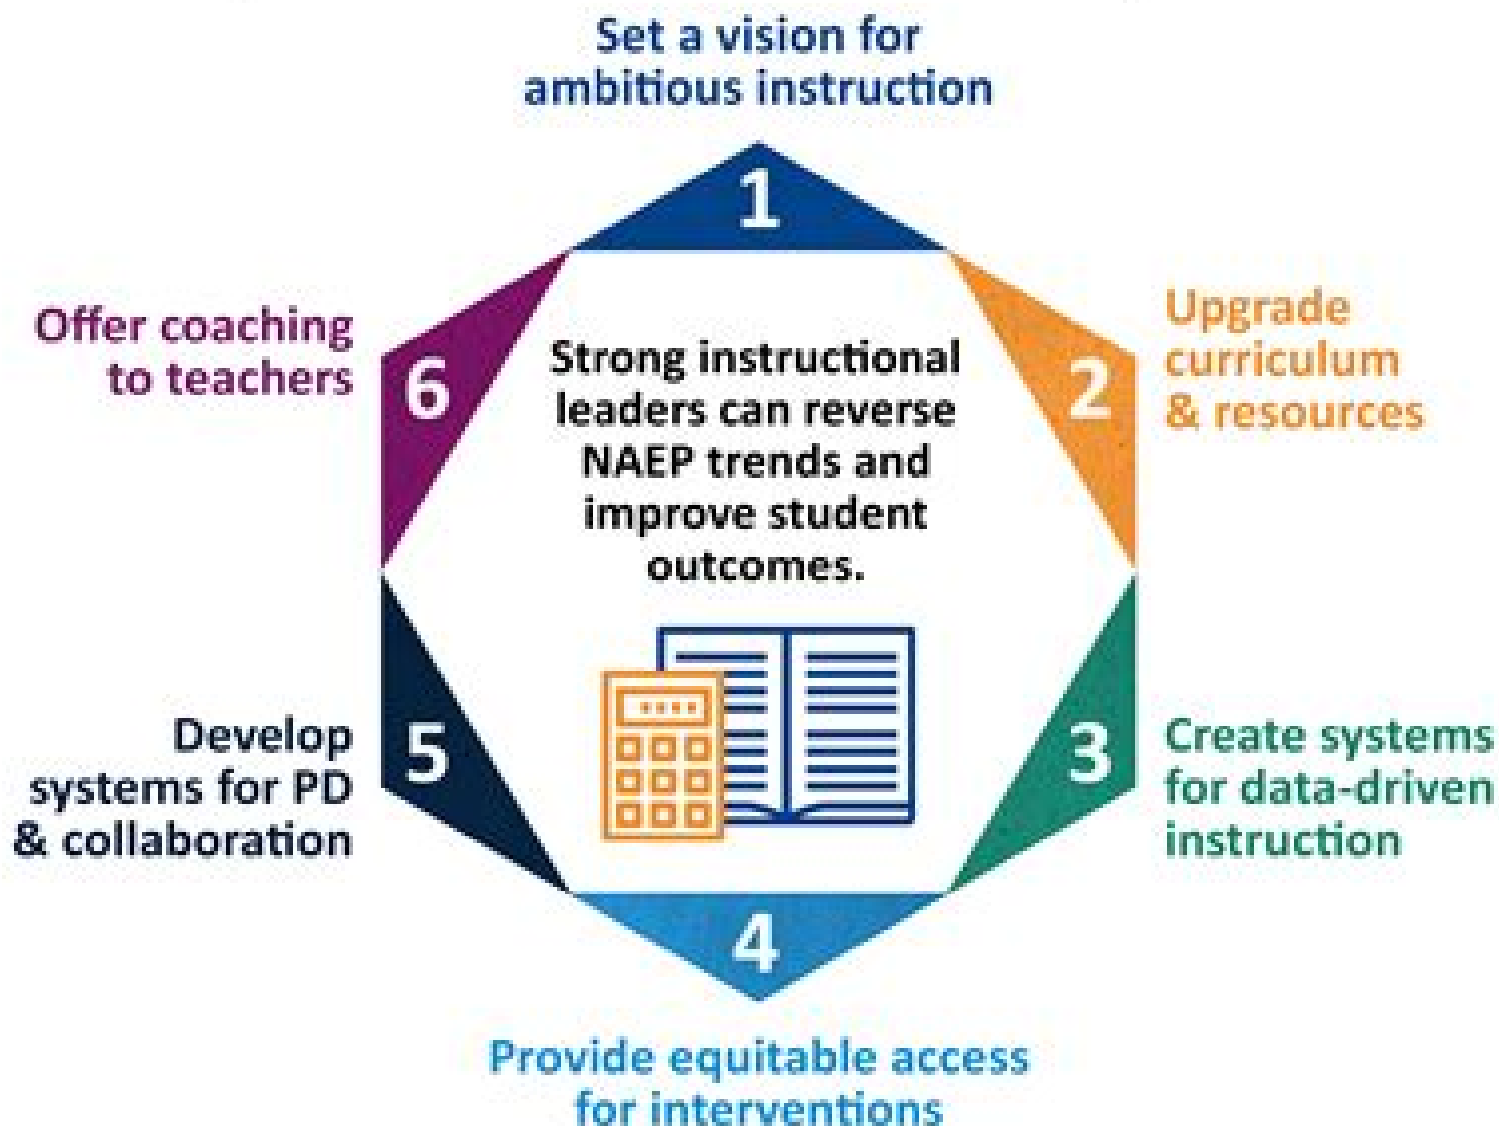 Set a vision for
ambitious instruction
1
Upgrade
curriculum
& resources
2
Create systems
for data-driven
instruction
3
4
Provide equitable access
for interventions
Develop
systems for PD
& collaboration
5
Offer coaching
to teachers
6
Strong instructional
leaders can reverse
NAEP trends and
improve student
outcomes.